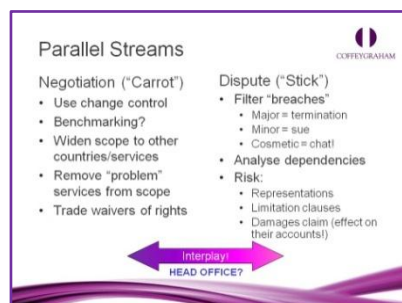 Parallel Streams
COFFEYGRAHAM
Negotiation ("Carrot")
• Use change control
• Benchmarking?
• Widen scope to other
countries/services
• Remove "problem"
services from scope
• Trade waivers of rights
Dispute ("Stick")
• Filter "breaches"
• Major = termination
• Minor = sue
• Cosmetic = chat!
• Analyse dependencies
• Risk:
• Representations
• Limitation clauses
• Damages claim (effect on
their accounts!)
Interplay!
HEAD OFFICE?